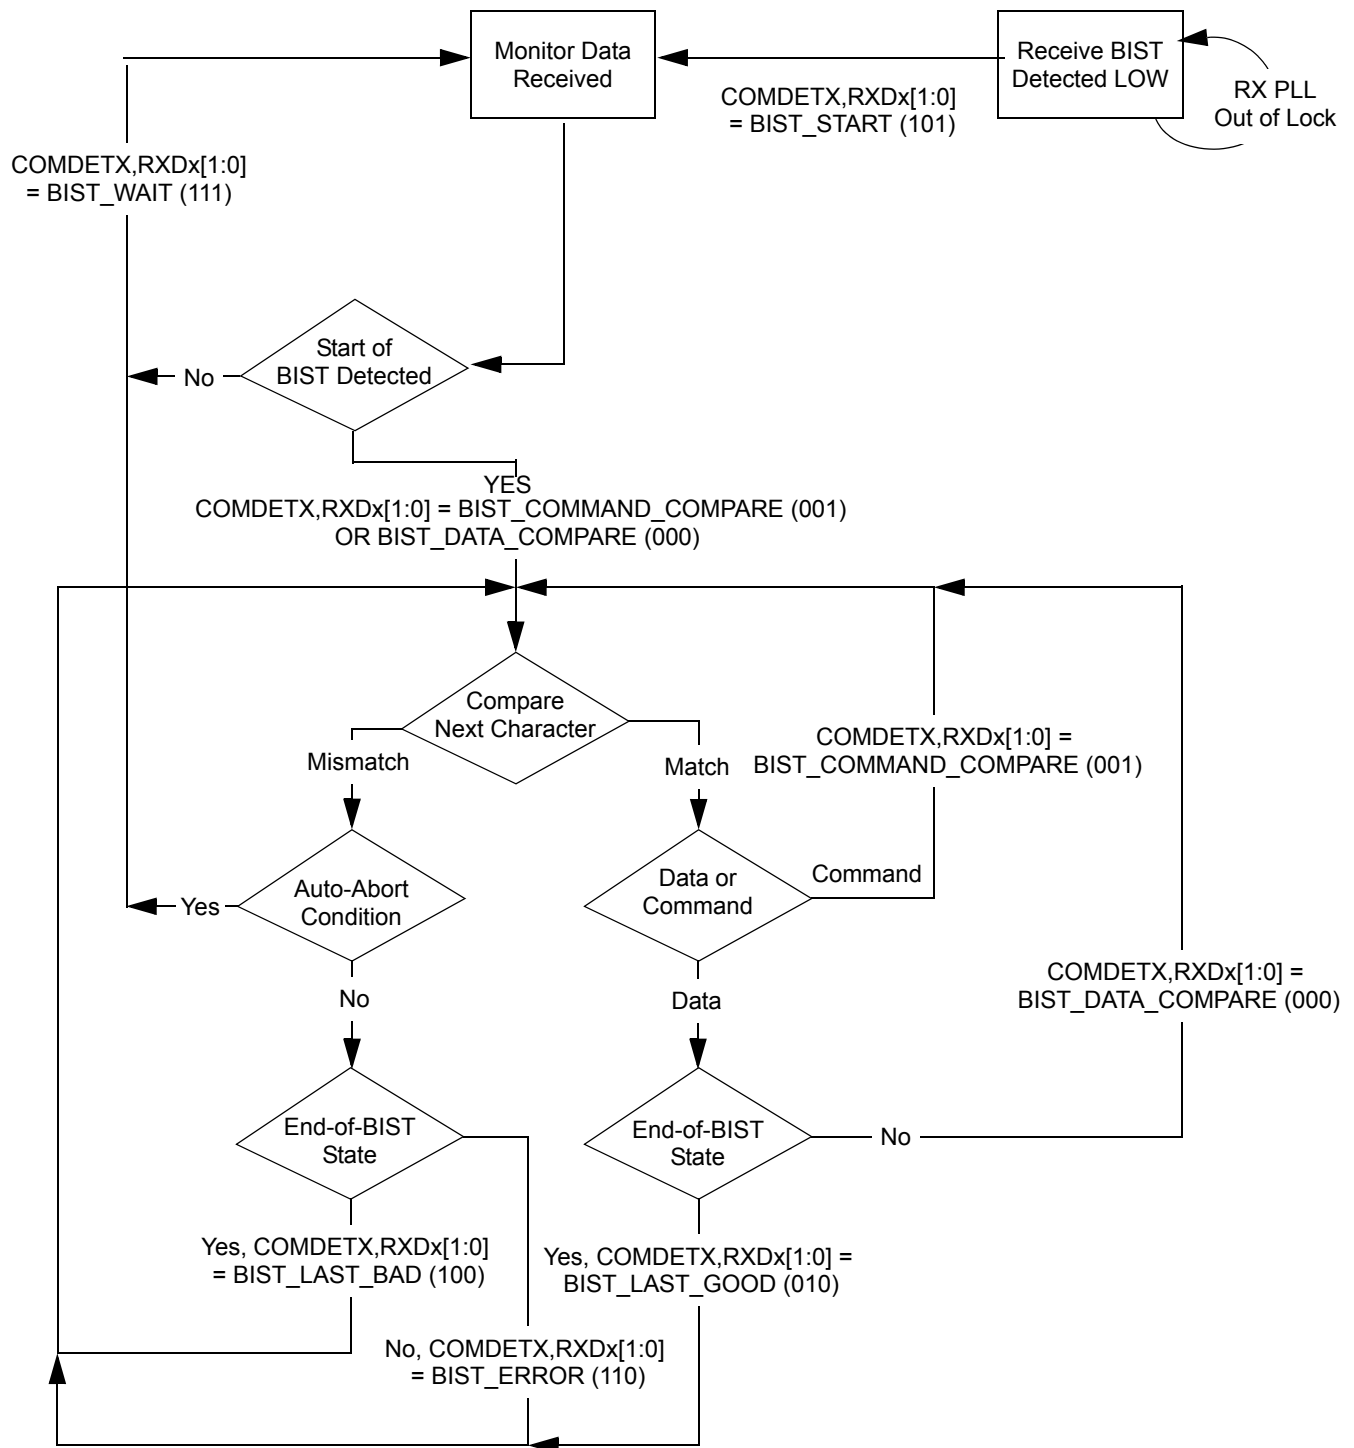 Monitor Data
Received
Receive BIST
Detected LOW
RX PLL
Out of Lock
COMDETX,RXDx[1:0]
= BIST_START (101)
COMDETX,RXDx[1:0]
= BIST_WAIT (111)
Start of
BIST Detected
No
YES
COMDETX,RXDx[1:0] = BIST_COMMAND_COMPARE (001)
OR BIST_DATA_COMPARE (000)
Compare
Next Character
Mismatch
Match
COMDETX,RXDx[1:0] =
BIST_COMMAND_COMPARE (001)
Auto-Abort
Condition
Yes
Data or
Command
Command
No
Data
COMDETX,RXDx[1:0] =
BIST_DATA_COMPARE (000)
End-of-BIST
State
End-of-BIST
State
No
Yes, COMDETX,RXDx[1:0]
= BIST_LAST_BAD (100)
Yes, COMDETX,RXDx[1:0] =
BIST_LAST_GOOD (010)
No, COMDETX,RXDx[1:0]
= BIST_ERROR (110)